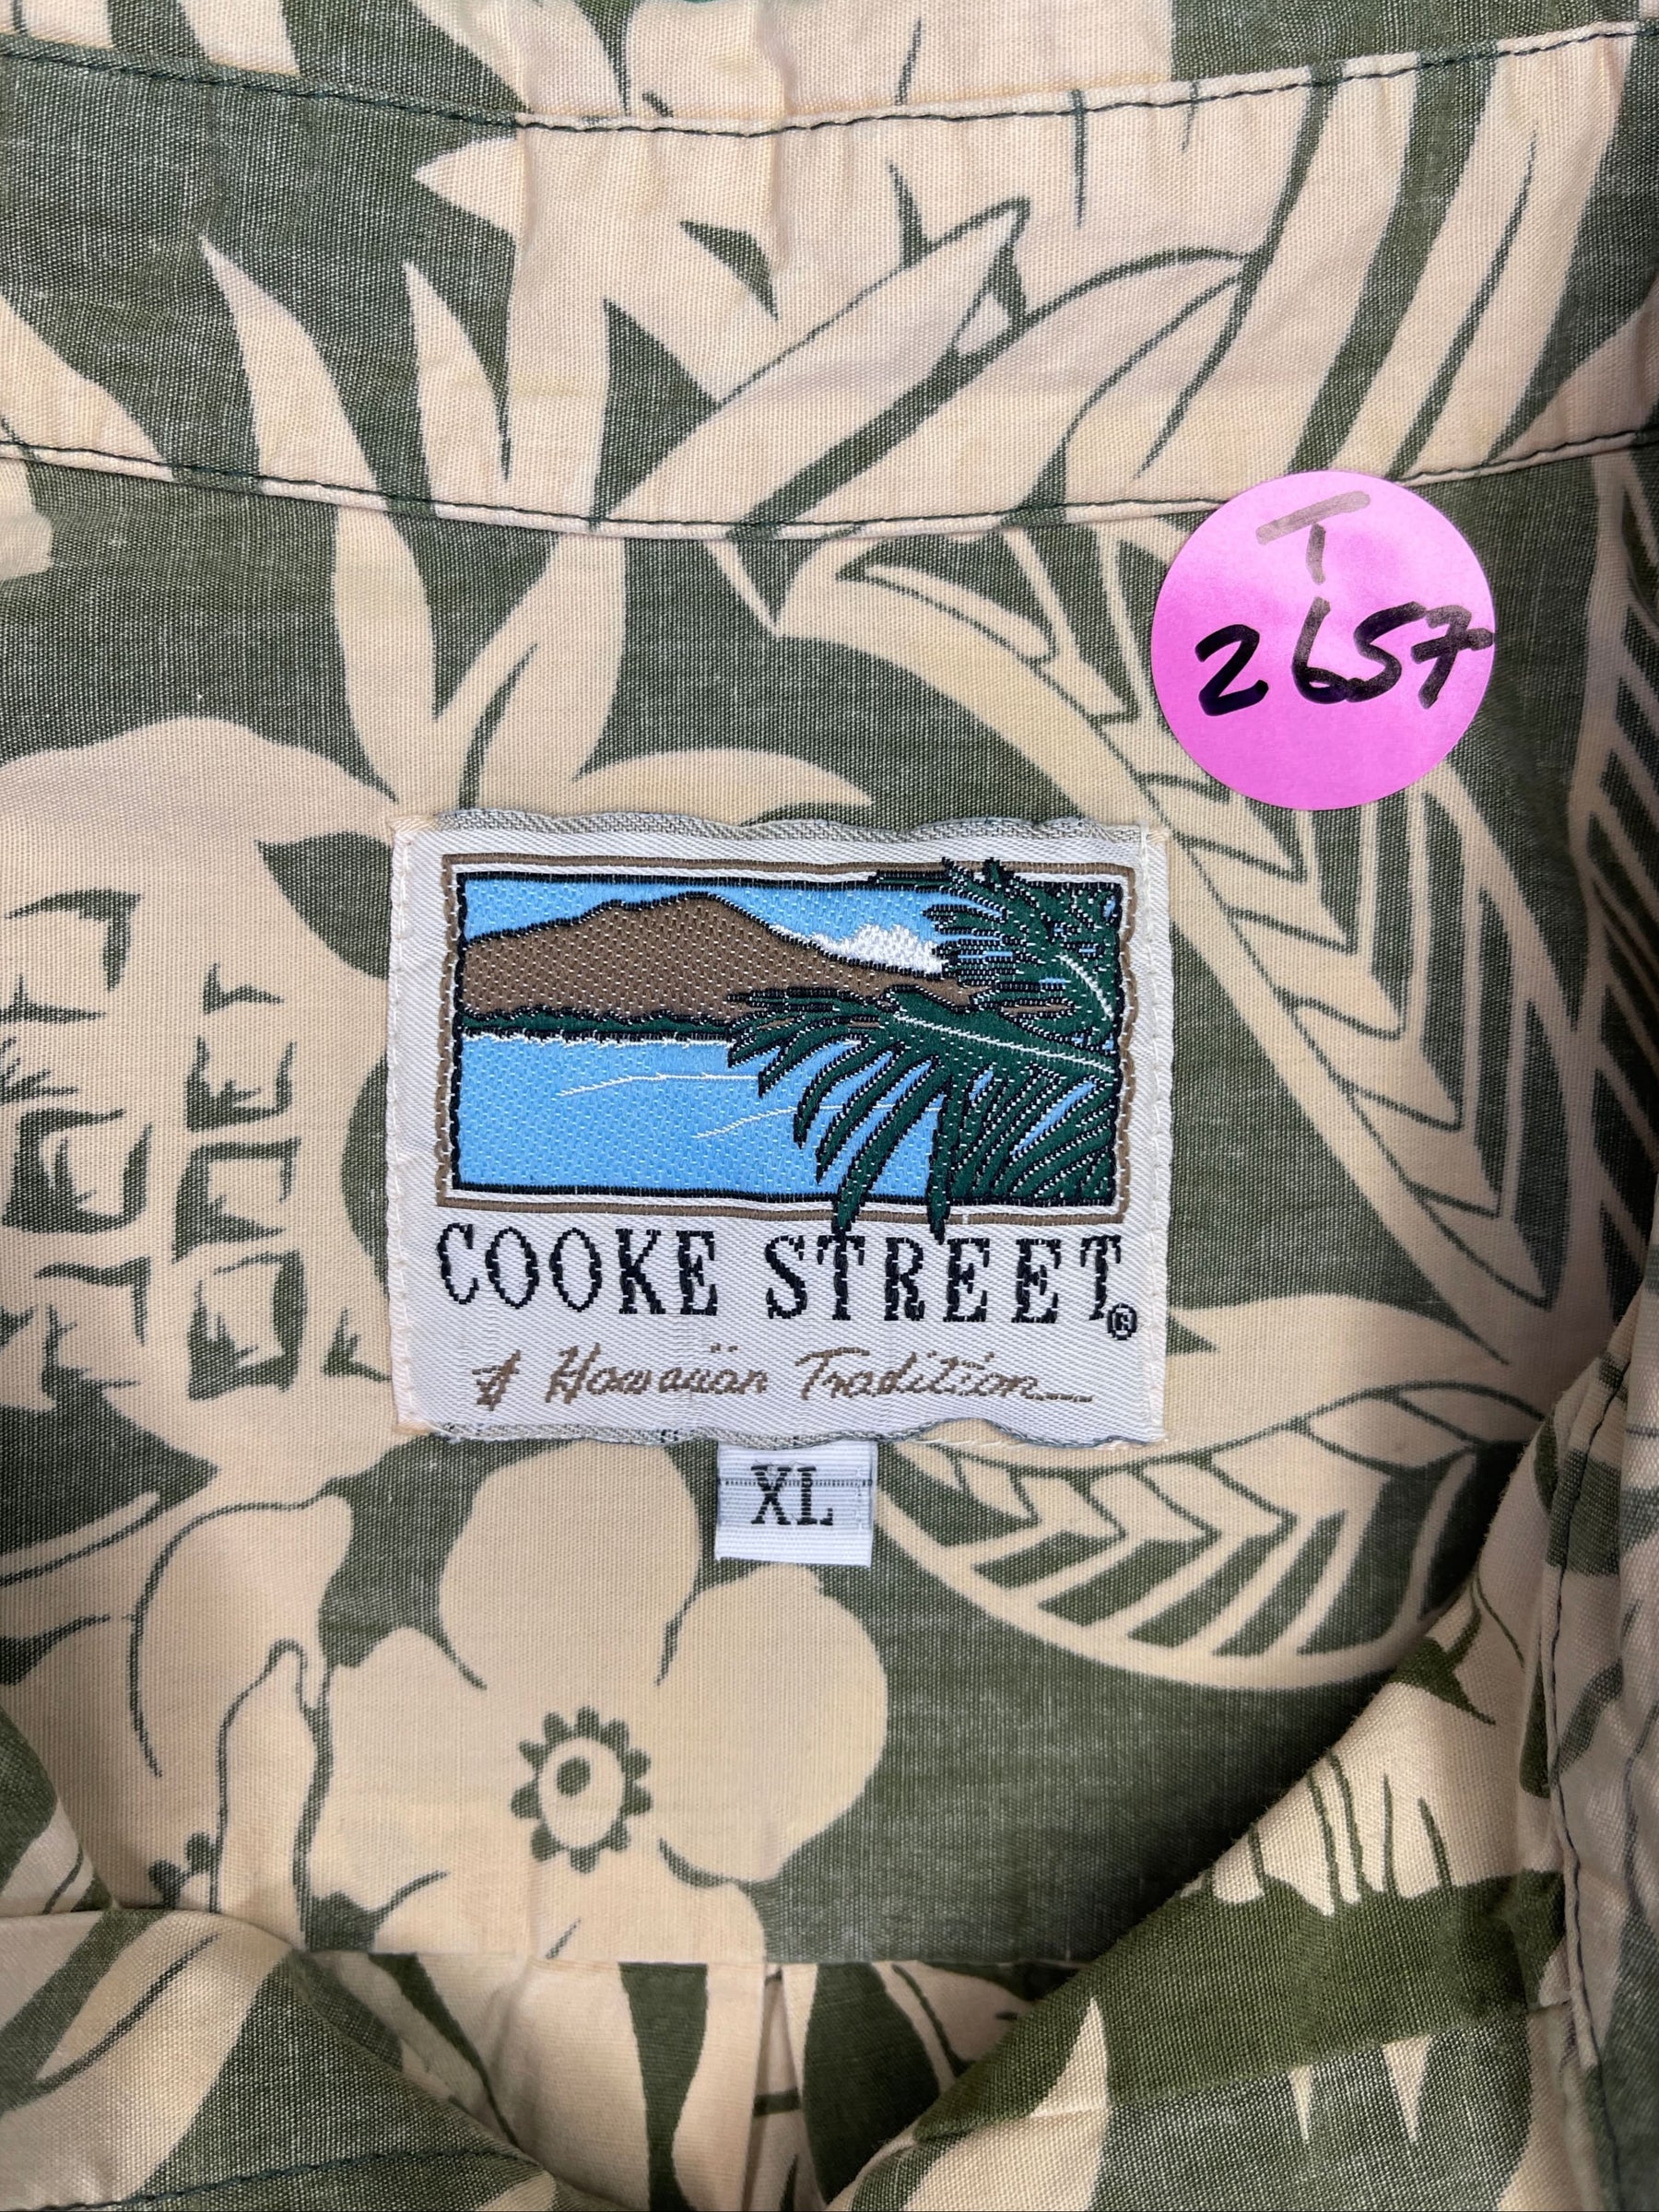 T
2657
COOKE STREET®
A Hawaiian Tradition
XL